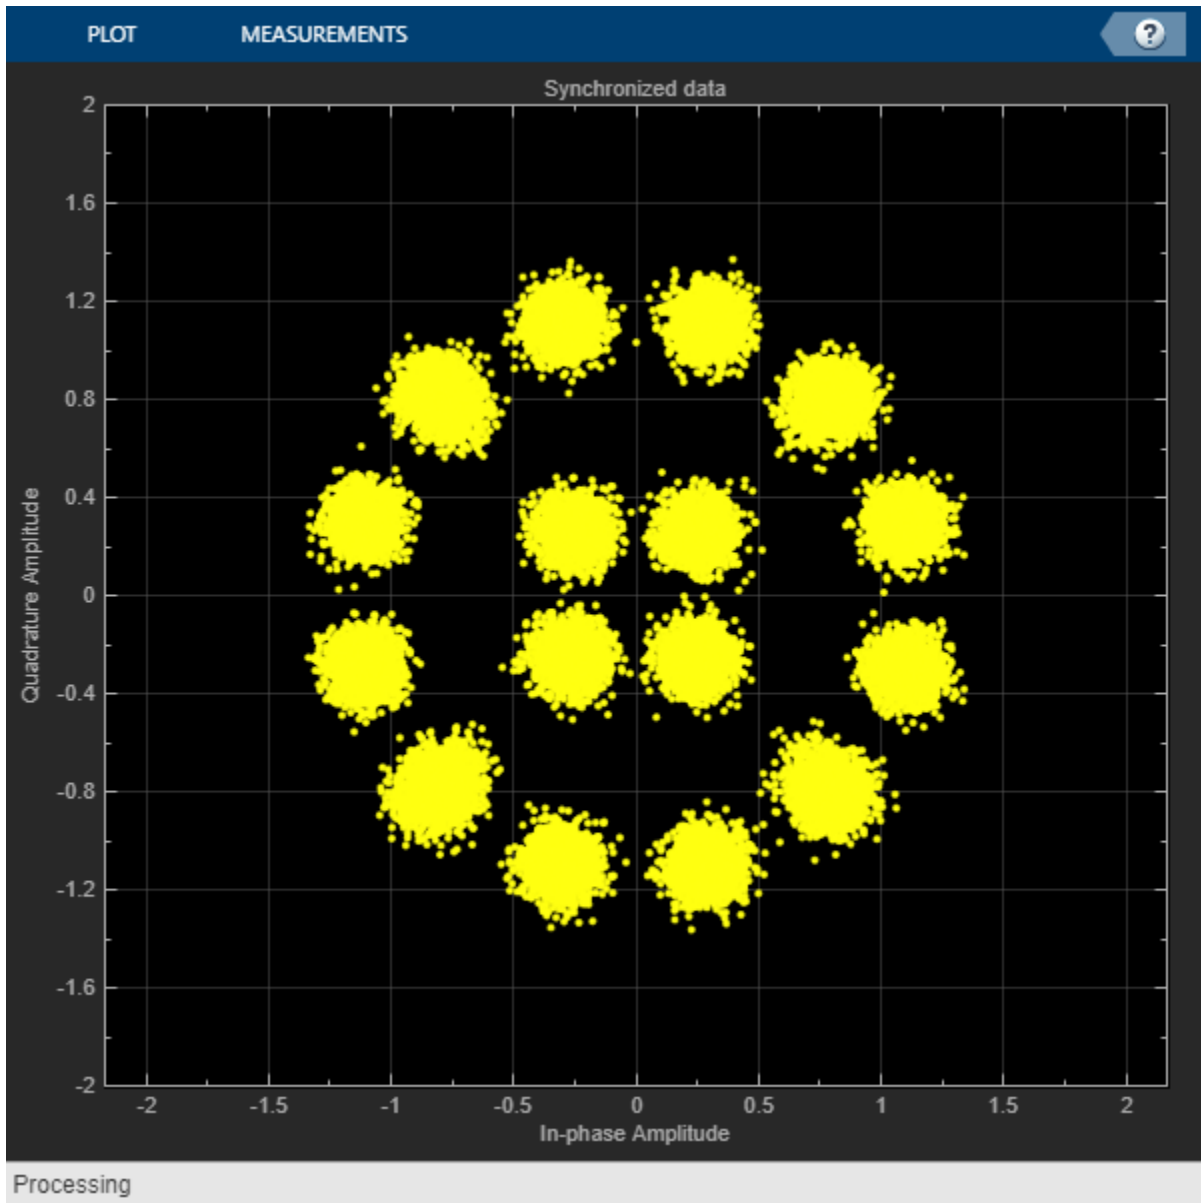 PLOT MEASUREMENTS ?
Synchronized data
2
1.6
1.2
0.8
0.4
0
-0.4
-0.8
-1.2
-1.6
-2
Quadrature Amplitude
-2 -1.5 -1 -0.5 0 0.5 1 1.5 2
In-phase Amplitude
Processing